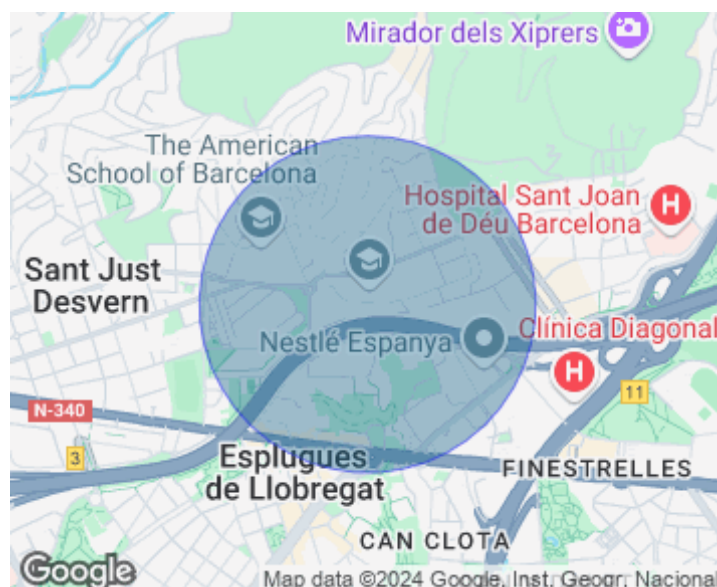 Mirador dels Xiprers
The American
School of Barcelona
Hospital Sant Joan
de Déu Barcelona
Sant Just
Desvern
Nestlé Espanya
Clínica Diagonal
H
H
11
N-340
3
Esplugues
de Llobregat
FINESTRELLES
CAN CLOTA
Google
Map data ©2024 Google, Inst. Geogr. Nacional